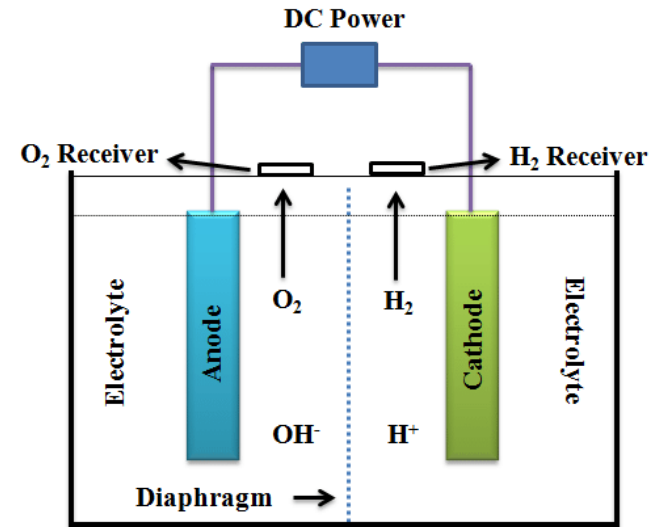 DC Power
O₂ Receiver
H₂ Receiver
O₂
H₂
Electrolyte
Anode
Cathode
Electrolyte
OH⁻
H⁺
Diaphragm